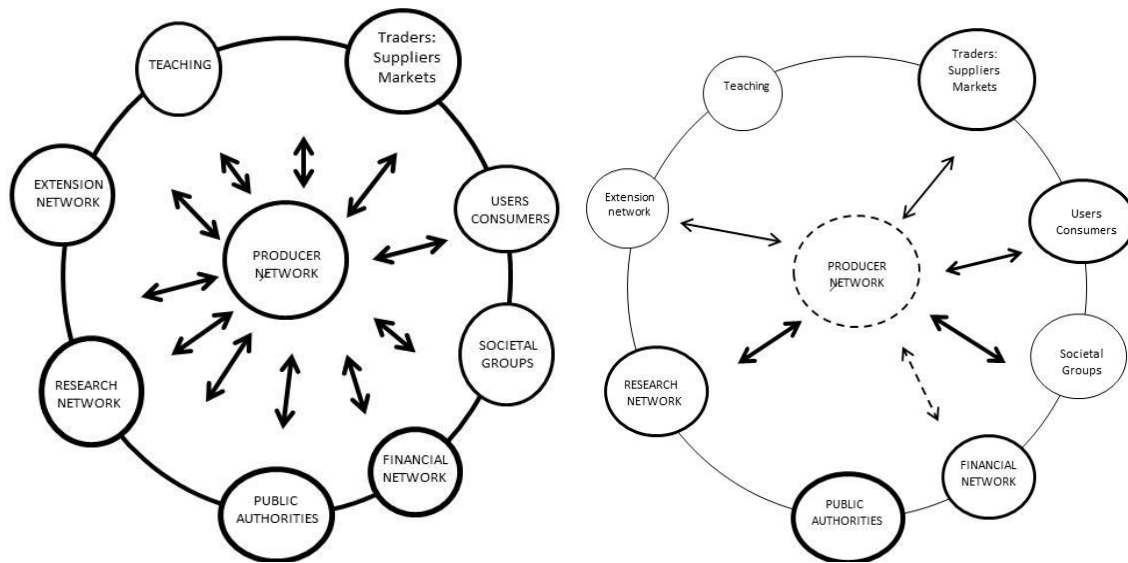 TEACHING
Traders:
Suppliers
Markets
EXTENSION
NETWORK
USERS
CONSUMERS
PRODUCER
NETWORK
SOCIETAL
GROUPS
RESEARCH
NETWORK
FINANCIAL
NETWORK
PUBLIC
AUTHORITIES
Teaching
Traders:
Suppliers
Markets
Extension
network
Users
Consumers
PRODUCER
NETWORK
Societal
Groups
RESEARCH
NETWORK
FINANCIAL
NETWORK
PUBLIC
AUTHORITIES